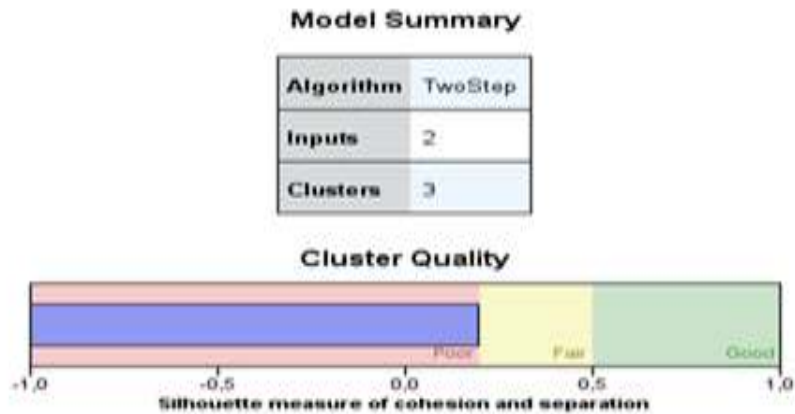 Model Summary
Algorithm TwoStep
Inputs 2
Clusters 3
Cluster Quality
Poor Fair Good
-1,0 -0,5 0,0 0,5 1,0
Silhouette measure of cohesion and separation